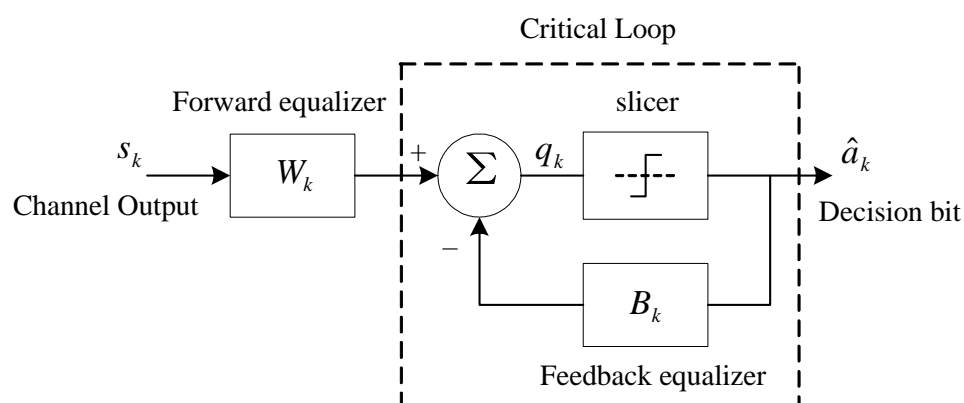 Critical Loop
Forward equalizer
slicer
s_k
W_k
+
Σ
q_k
â_k
Channel Output
Decision bit
−
B_k
Feedback equalizer